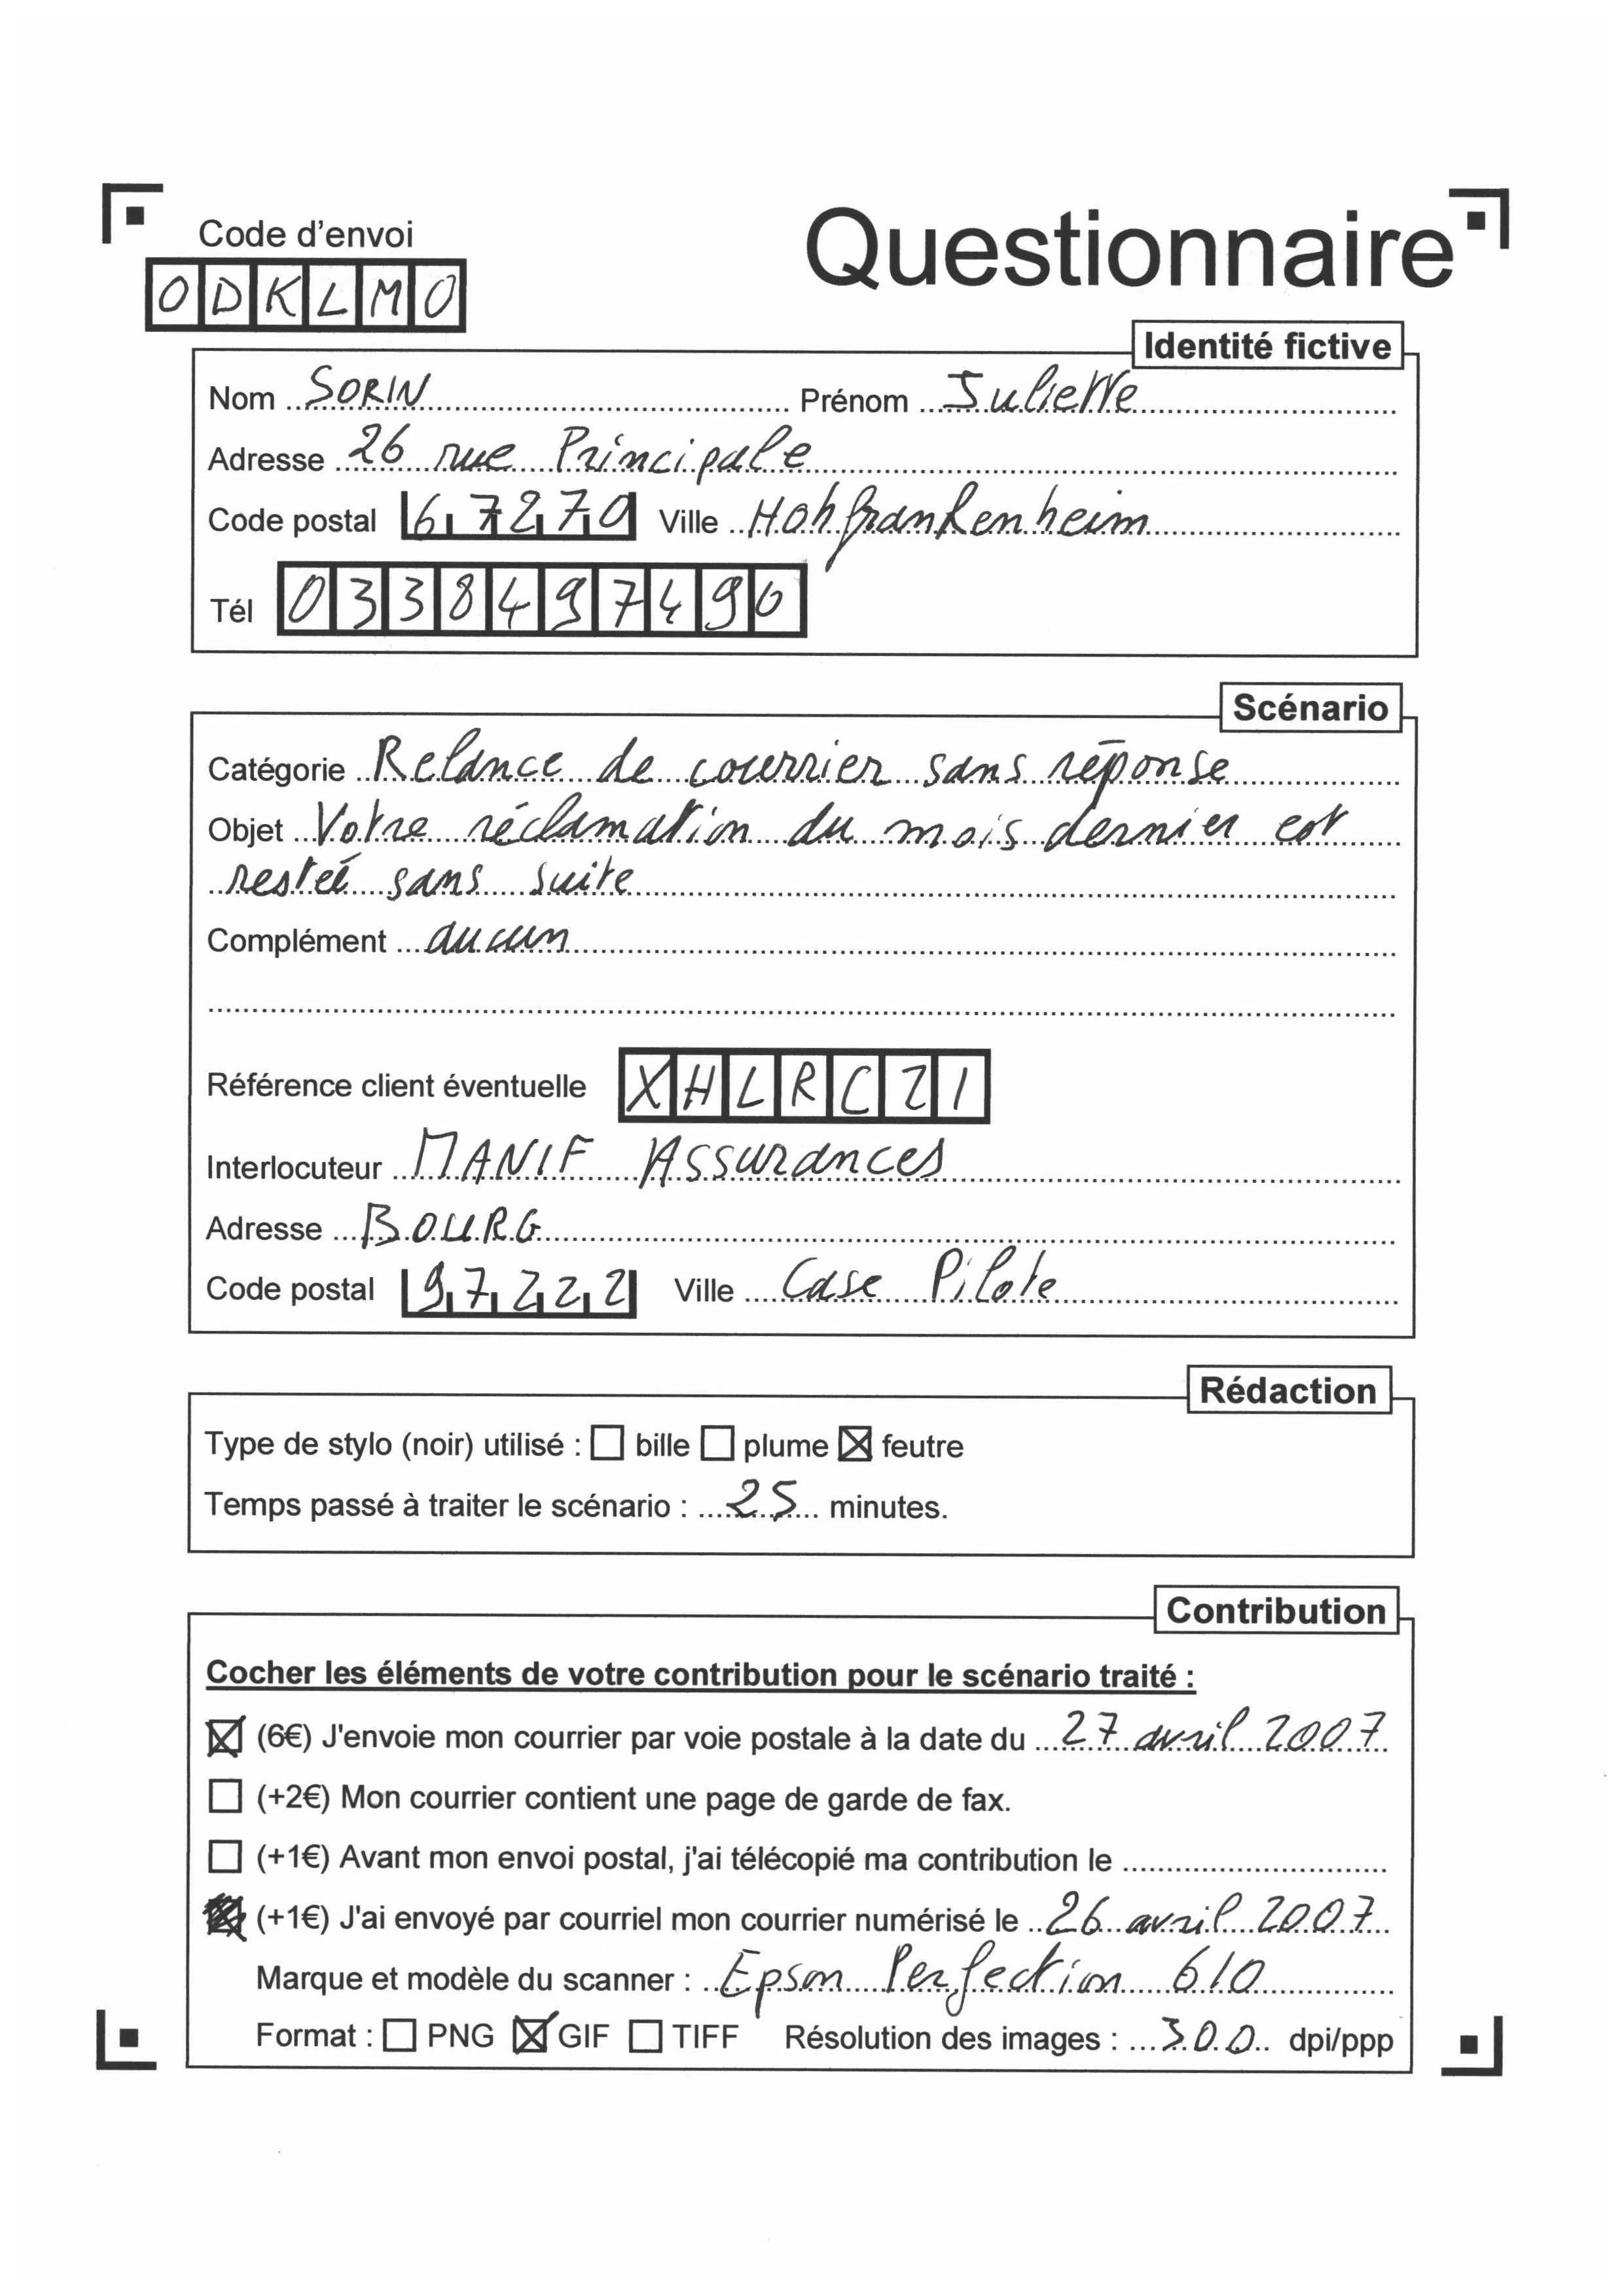 Code d'envoi
Questionnaire
ODKLMO
Identité fictive
Nom SORIN Prénom Juliette
Adresse 26 rue Principale
Code postal 67270 Ville Hohfrankenheim
Tél 0338497490
Scénario
Catégorie Relance de courrier sans réponse
Objet Votre réclamation du mois dernier est
restée sans suite
Complément aucun
Référence client éventuelle XHLRCZ1
Interlocuteur MANIF Assurances
Adresse BOURG
Code postal 97222 Ville Case Pilote
Rédaction
Type de stylo (noir) utilisé : ☐ bille ☐ plume ☒ feutre
Temps passé à traiter le scénario : 25 minutes.
Contribution
Cocher les éléments de votre contribution pour le scénario traité :
☒ (6€) J'envoie mon courrier par voie postale à la date du 27 avril 2007
☐ (+2€) Mon courrier contient une page de garde de fax.
☐ (+1€) Avant mon envoi postal, j'ai télécopié ma contribution le
☒ (+1€) J'ai envoyé par courriel mon courrier numérisé le 26 avril 2007
Marque et modèle du scanner : Epson Perfection 610
Format : ☐ PNG ☒ GIF ☐ TIFF Résolution des images : 300 dpi/ppp